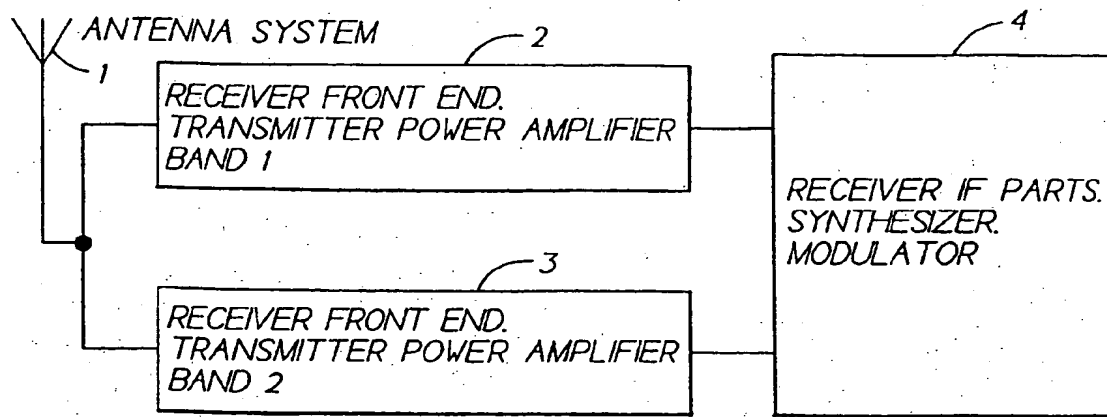 ANTENNA SYSTEM
1
2
RECEIVER FRONT END.
TRANSMITTER POWER AMPLIFIER
BAND 1
3
RECEIVER FRONT END.
TRANSMITTER POWER AMPLIFIER
BAND 2
4
RECEIVER IF PARTS.
SYNTHESIZER.
MODULATOR